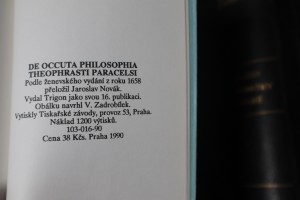 DE OCCUTA PHILOSOPHIA
THEOPHRASTI PARACELSI
Podle ženevského vydání z roku 1658
přeložil Jaroslav Novák.
Vydal Trigon jako svou 16. publikaci.
Obálku navrhl V. Zadrobílek.
Vytiskly Tiskařské závody, provoz 53, Praha.
Náklad 1200 výtisků.
103-016-90
Cena 38 Kčs. Praha 1990